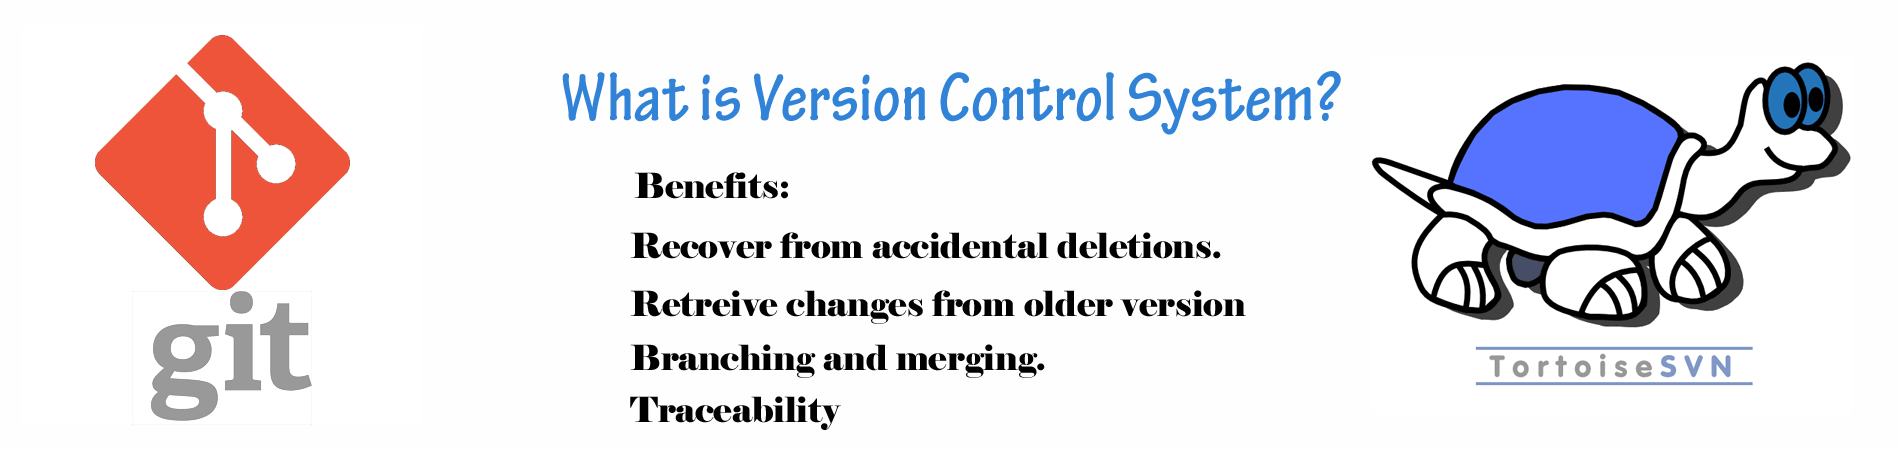 What is Version Control System?
Benefits:
Recover from accidental deletions.
Retreive changes from older version
Branching and merging.
Traceability
git
TortoiseSVN